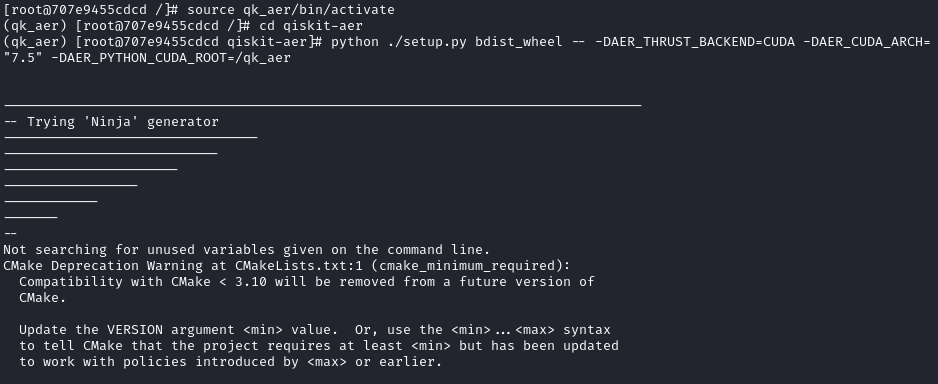 [root@707e9455cdcd /]# source qk_aer/bin/activate
(qk_aer) [root@707e9455cdcd /]# cd qiskit-aer
(qk_aer) [root@707e9455cdcd qiskit-aer]# python ./setup.py bdist_wheel -- -DAER_THRUST_BACKEND=CUDA -DAER_CUDA_ARCH=
"7.5" -DAER_PYTHON_CUDA_ROOT=/qk_aer
--------------------------------------------------------------------------------
-- Trying 'Ninja' generator
--------------------------------
---------------------------
----------------------
-----------------
------------
-------
--
Not searching for unused variables given on the command line.
CMake Deprecation Warning at CMakeLists.txt:1 (cmake_minimum_required):
  Compatibility with CMake < 3.10 will be removed from a future version of
  CMake.
  Update the VERSION argument <min> value.  Or, use the <min>...<max> syntax
  to tell CMake that the project requires at least <min> but has been updated
  to work with policies introduced by <max> or earlier.